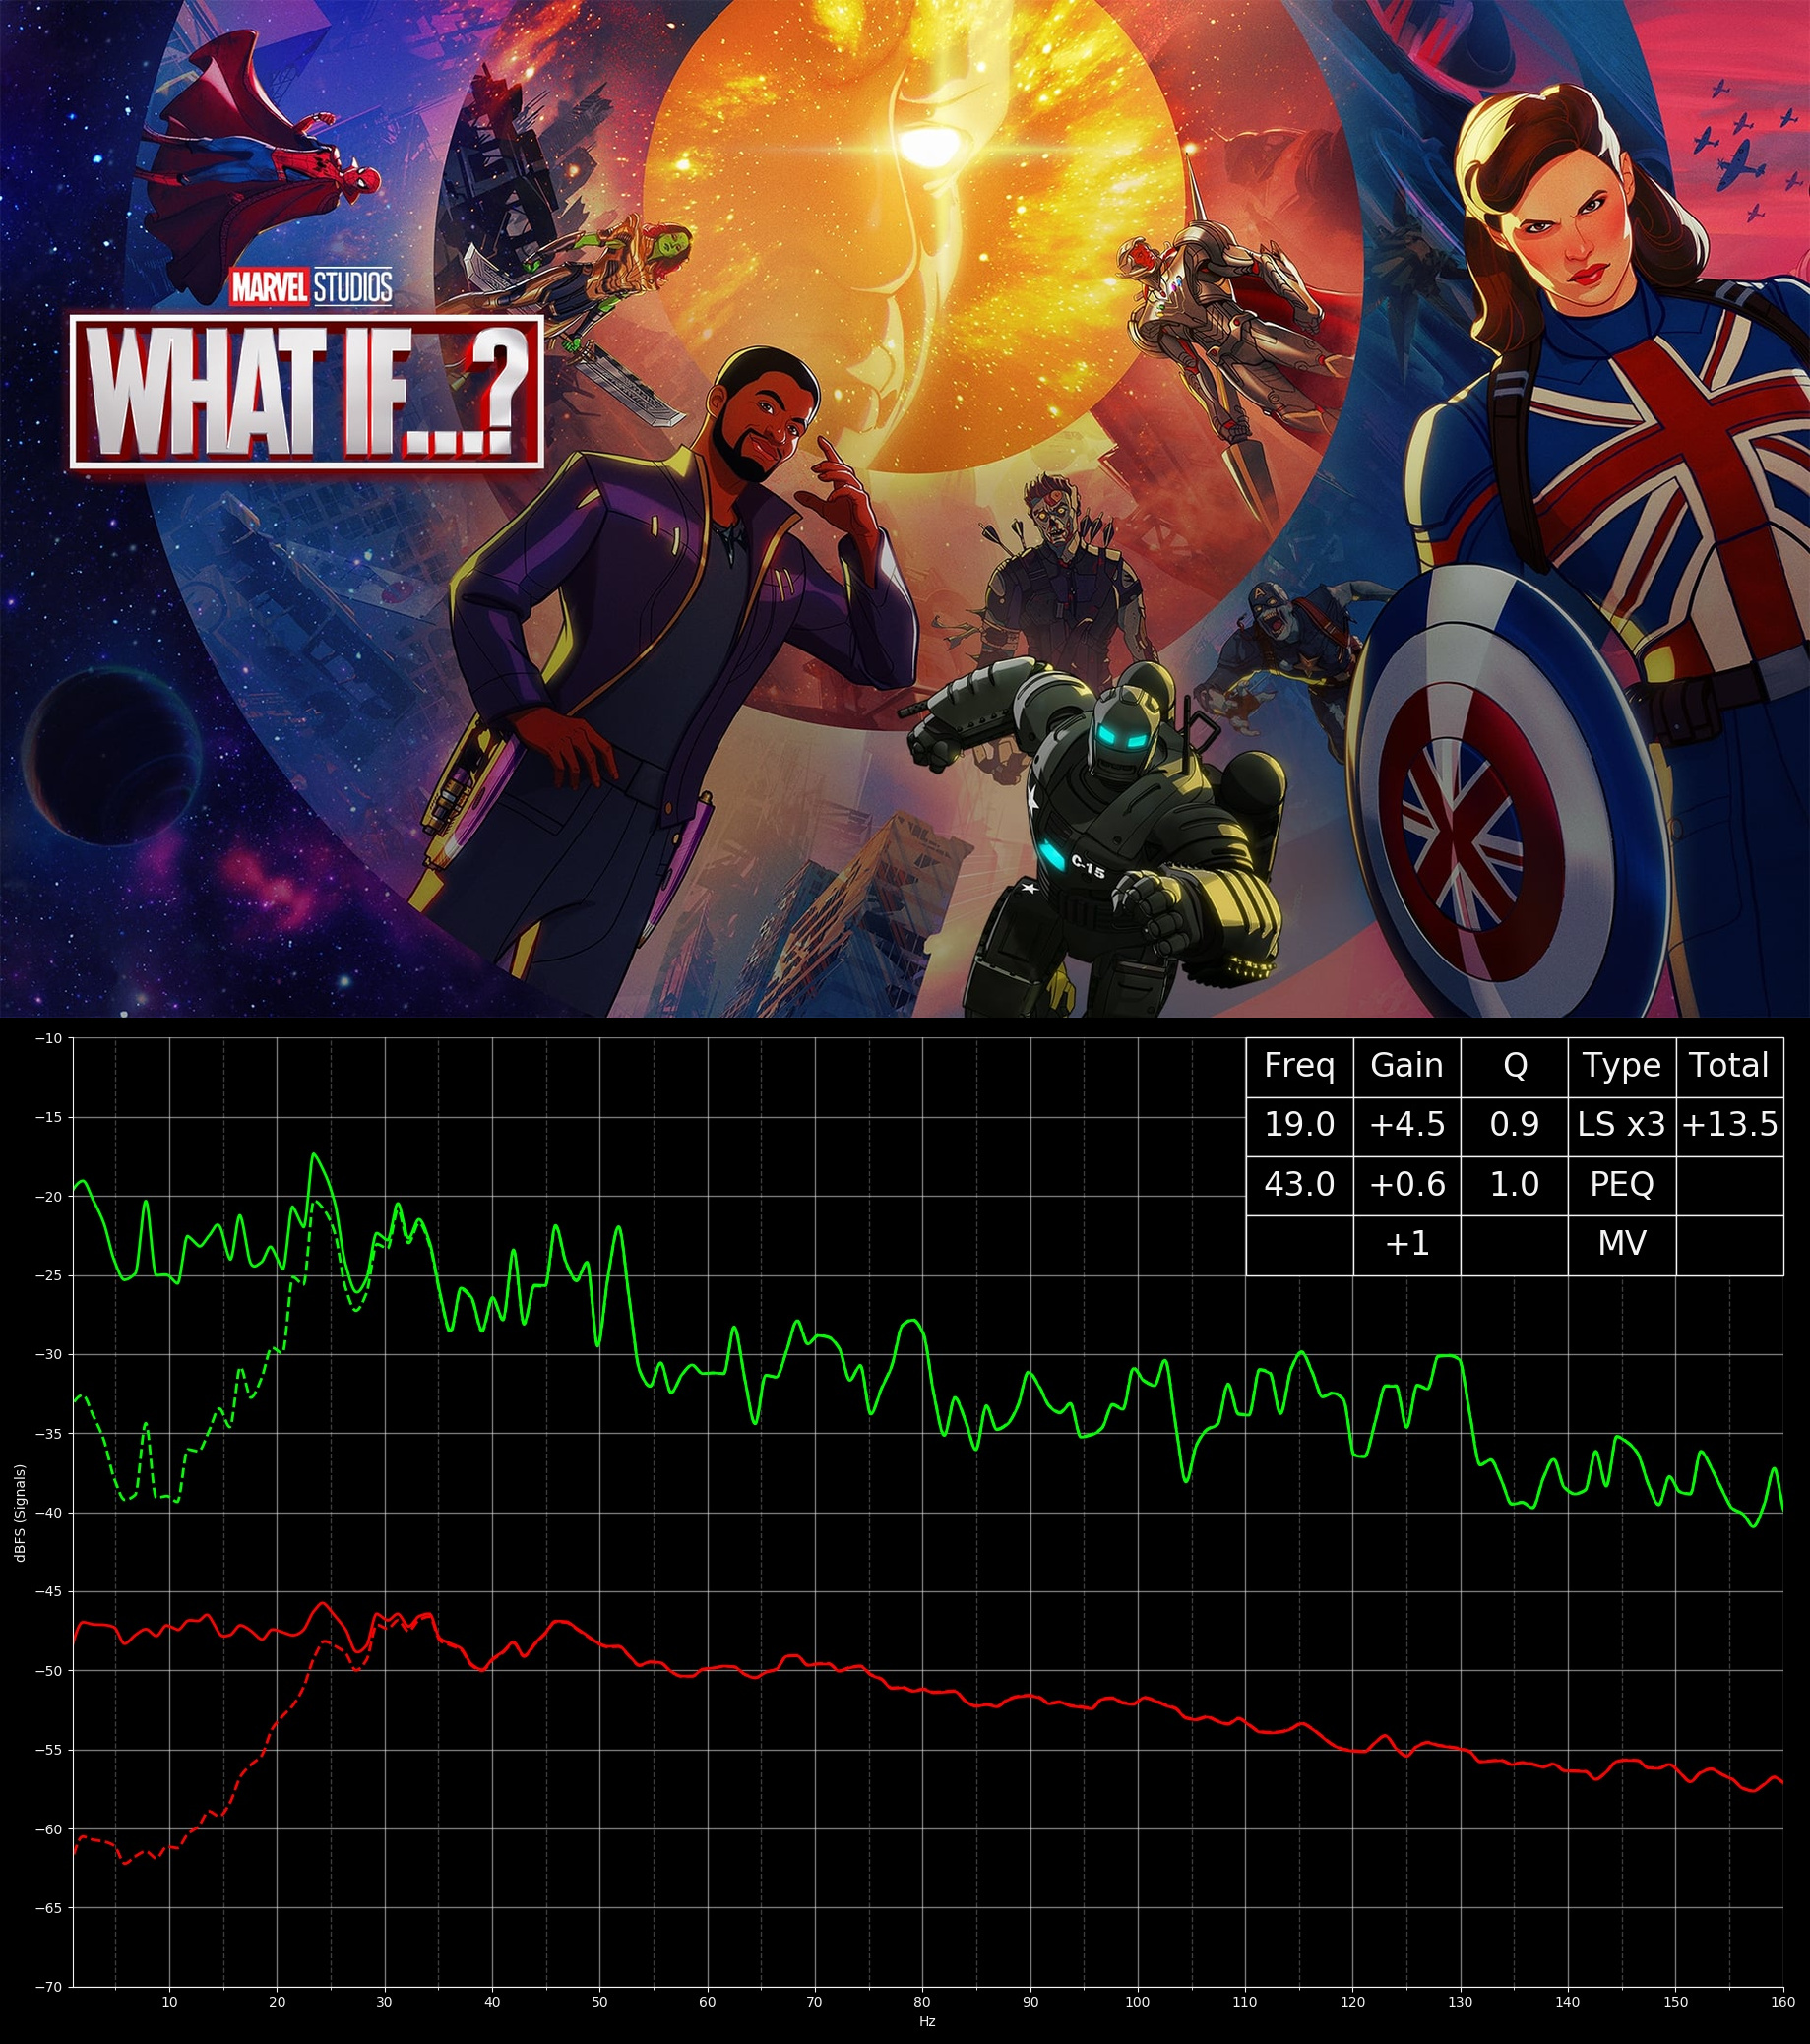 MARVEL STUDIOS
WHAT IF...?
A
C-15
Freq Gain Q Type Total
19.0 +4.5 0.9 LS x3 +13.5
43.0 +0.6 1.0 PEQ
+1 MV
−10
−15
−20
−25
−30
−35
−40
−45
−50
−55
−60
−65
−70
dBFS (Signals)
10 20 30 40 50 60 70 80 90 100 110 120 130 140 150 160
Hz